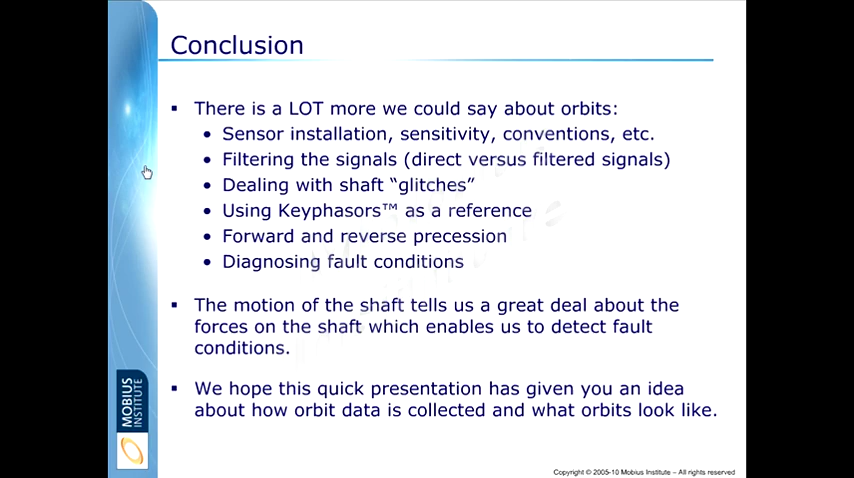 Conclusion
▪ There is a LOT more we could say about orbits:
• Sensor installation, sensitivity, conventions, etc.
• Filtering the signals (direct versus filtered signals)
• Dealing with shaft “glitches”
• Using Keyphasors™ as a reference
• Forward and reverse precession
• Diagnosing fault conditions
▪ The motion of the shaft tells us a great deal about the
forces on the shaft which enables us to detect fault
conditions.
▪ We hope this quick presentation has given you an idea
about how orbit data is collected and what orbits look like.
MOBIUS
INSTITUTE
Copyright © 2005-10 Mobius Institute – All rights reserved